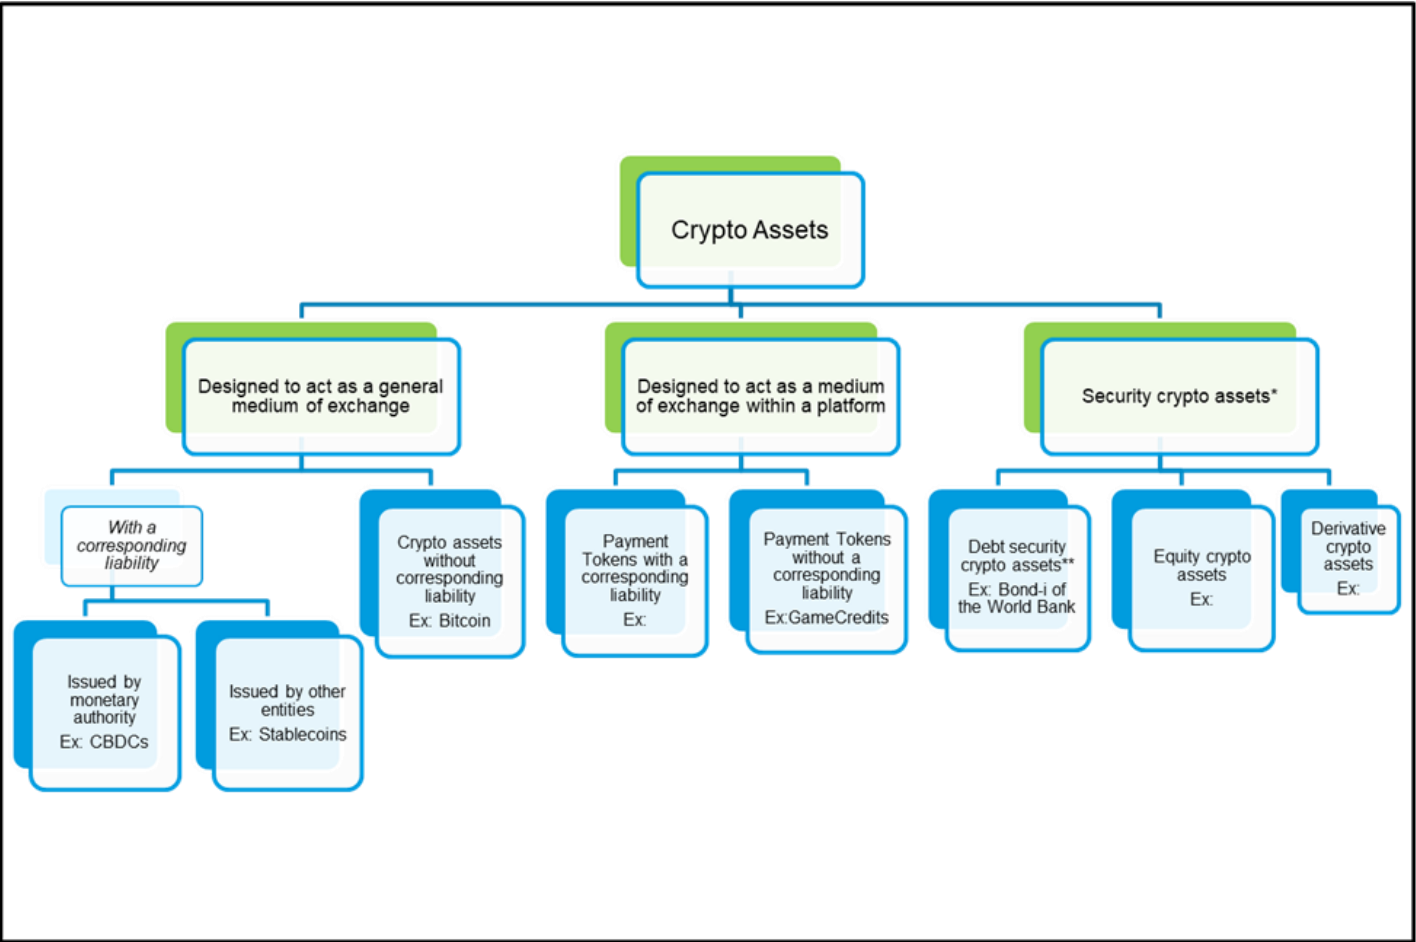 Crypto Assets
Designed to act as a general
medium of exchange
Designed to act as a medium
of exchange within a platform
Security crypto assets*
With a
corresponding
liability
Crypto assets
without
corresponding
liability
Ex: Bitcoin
Payment
Tokens with a
corresponding
liability
Ex:
Payment Tokens
without a
corresponding
liability
Ex:GameCredits
Debt security
crypto assets**
Ex: Bond-i of
the World Bank
Equity crypto
assets
Ex:
Derivative
crypto
assets
Ex:
Issued by
monetary
authority
Ex: CBDCs
Issued by other
entities
Ex: Stablecoins